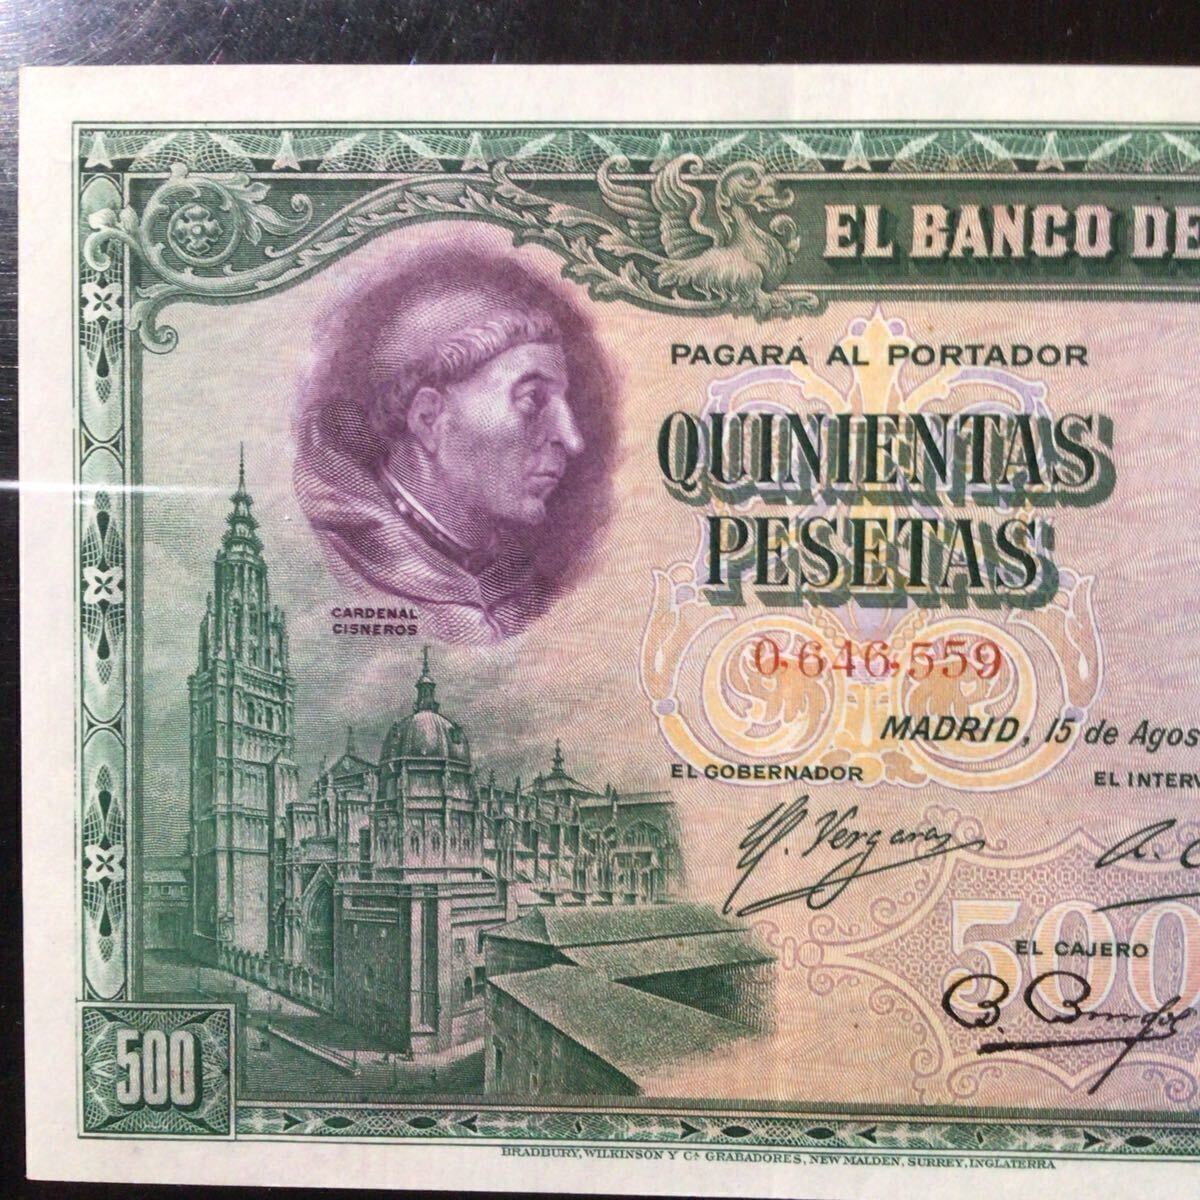 EL BANCO DE
PAGARÁ AL PORTADOR
QUINIENTAS
PESETAS
CARDENAL
CISNEROS
0,646,559
MADRID, 15 de Agos
EL GOBERNADOR
EL INTERV
500
EL CAJERO
500
BRADBURY, WILKINSON Y Cª GRABADORES, NEW MALDEN, SURREY, INGLATERRA